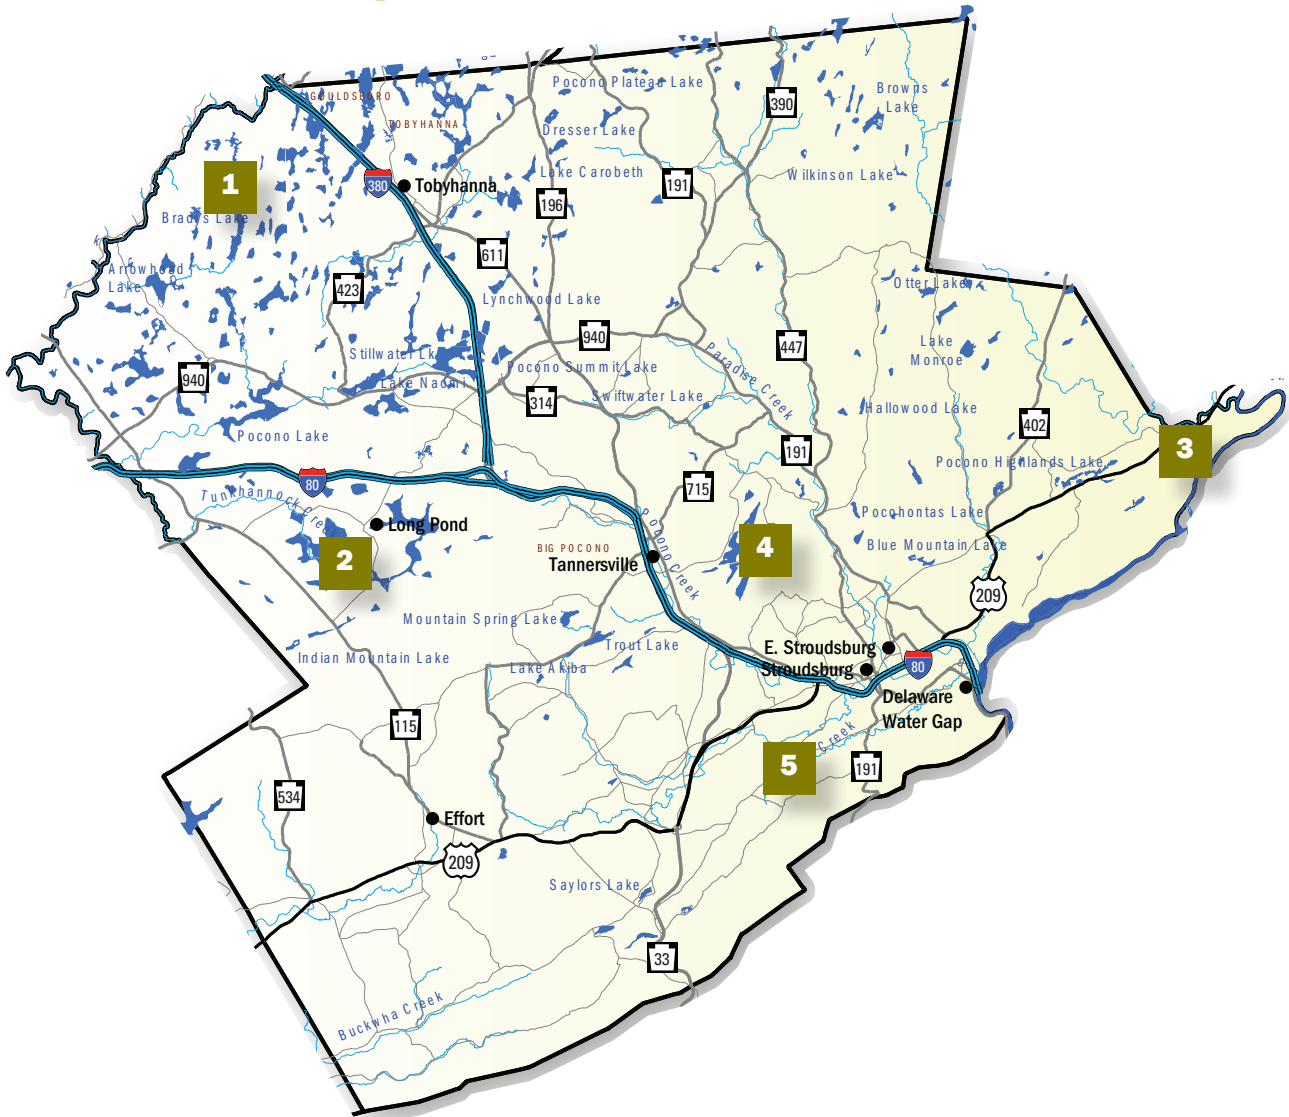 GOULDSBORO
TOBYHANNA
Pocono Plateau Lake
390
Browns
Lake
Dresser Lake
Lake Carobeth
Wilkinson Lake
1
380
Tobyhanna
191
196
Bradys Lake
611
Arrowhead
Lake
423
Otter Lake
Lynchwood Lake
940
447
Lake
Monroe
Stillwater Lk
Pocono Summit Lake
Paradise Creek
940
Lake Naomi
314
Swiftwater Lake
Hallowood Lake
402
Pocono Lake
191
3
Pocono Highlands Lake
80
715
Tunkhannock Creek
Long Pond
Pocono Creek
Pocohontas Lake
2
BIG POCONO
Tannersville
4
Blue Mountain Lake
209
Mountain Spring Lake
Trout Lake
E. Stroudsburg
Indian Mountain Lake
Lake Akiba
Stroudsburg
80
Delaware
Water Gap
115
Creek
5
191
534
Effort
209
Saylors Lake
33
Buckwha Creek